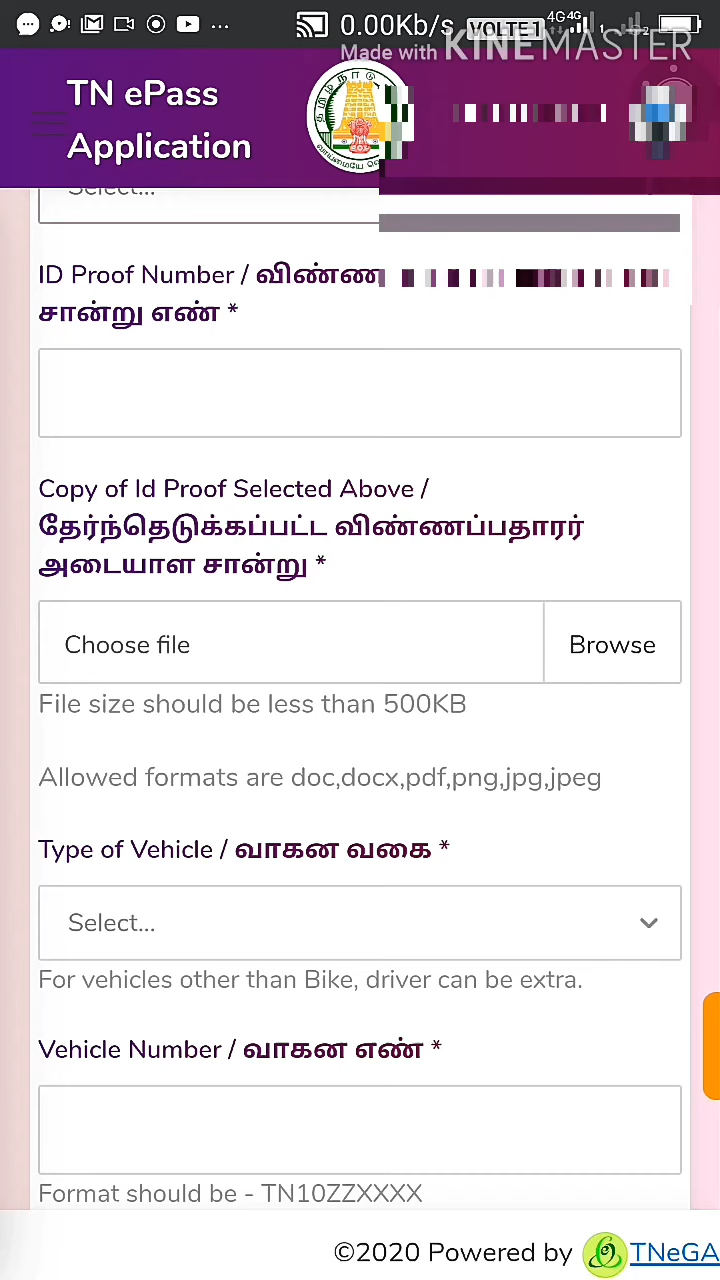 0.00Kb/s VOLTE1 4G4G
Made with KINEMASTER
TN ePass
Application
Select...
ID Proof Number / விண்ண
சான்று எண் *
Copy of Id Proof Selected Above /
தேர்ந்தெடுக்கப்பட்ட விண்ணப்பதாரர்
அடையாள சான்று *
Choose file Browse
File size should be less than 500KB
Allowed formats are doc,docx,pdf,png,jpg,jpeg
Type of Vehicle / வாகன வகை *
Select...
For vehicles other than Bike, driver can be extra.
Vehicle Number / வாகன எண் *
Format should be - TN10ZZXXXX
©2020 Powered by TNeGA